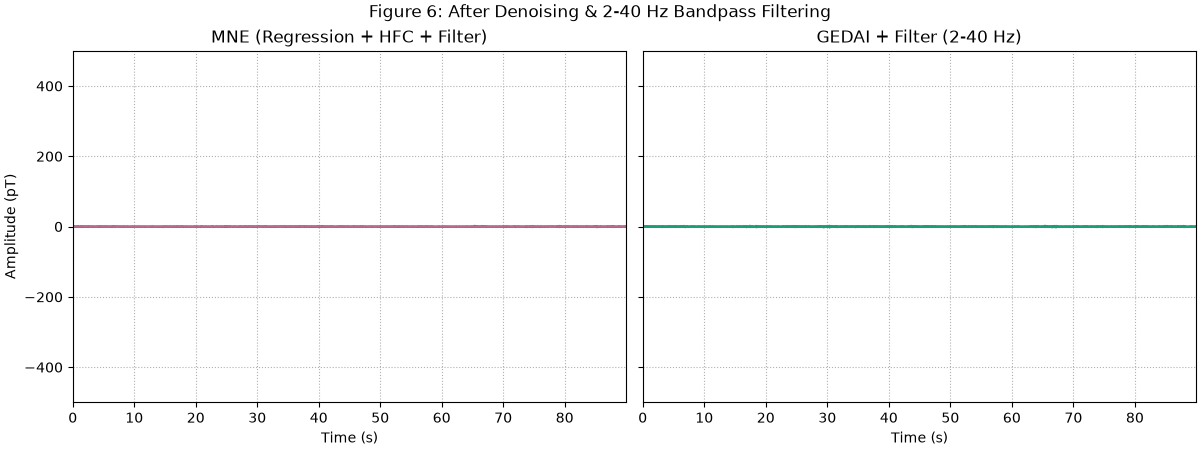 Figure 6: After Denoising & 2-40 Hz Bandpass Filtering
MNE (Regression + HFC + Filter)
GEDAI + Filter (2-40 Hz)
Amplitude (pT)
400
200
0
−200
−400
0 10 20 30 40 50 60 70 80
0 10 20 30 40 50 60 70 80
Time (s)
Time (s)